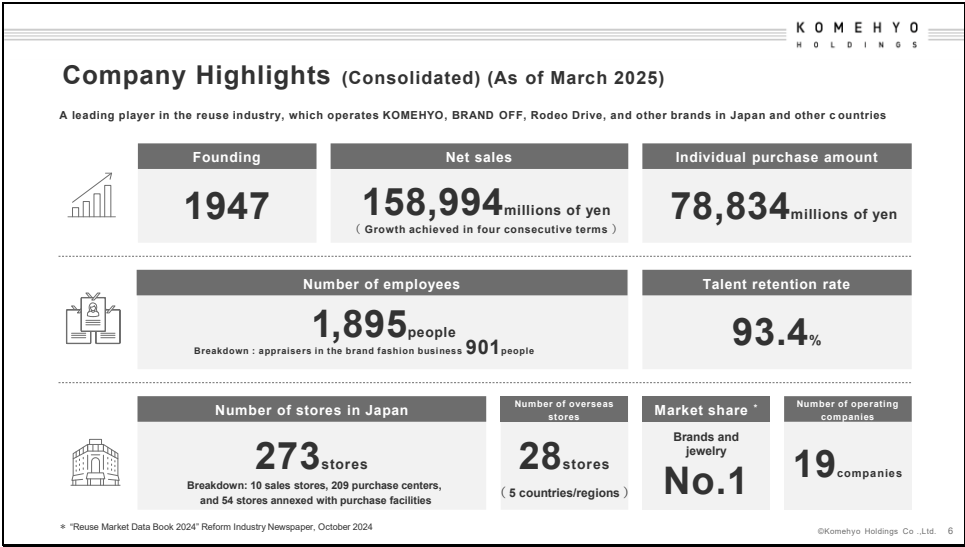 KOMEHYO
HOLDINGS
Company Highlights (Consolidated) (As of March 2025)
A leading player in the reuse industry, which operates KOMEHYO, BRAND OFF, Rodeo Drive, and other brands in Japan and other countries
Founding
1947
Net sales
158,994millions of yen
（ Growth achieved in four consecutive terms ）
Individual purchase amount
78,834millions of yen
Number of employees
1,895people
Breakdown : appraisers in the brand fashion business 901people
Talent retention rate
93.4%
Number of stores in Japan
273stores
Breakdown: 10 sales stores, 209 purchase centers,
and 54 stores annexed with purchase facilities
Number of overseas
stores
28stores
（ 5 countries/regions ）
Market share *
Brands and
jewelry
No.1
Number of operating
companies
19companies
＊ "Reuse Market Data Book 2024" Reform Industry Newspaper, October 2024
©Komehyo Holdings Co .,Ltd. 6